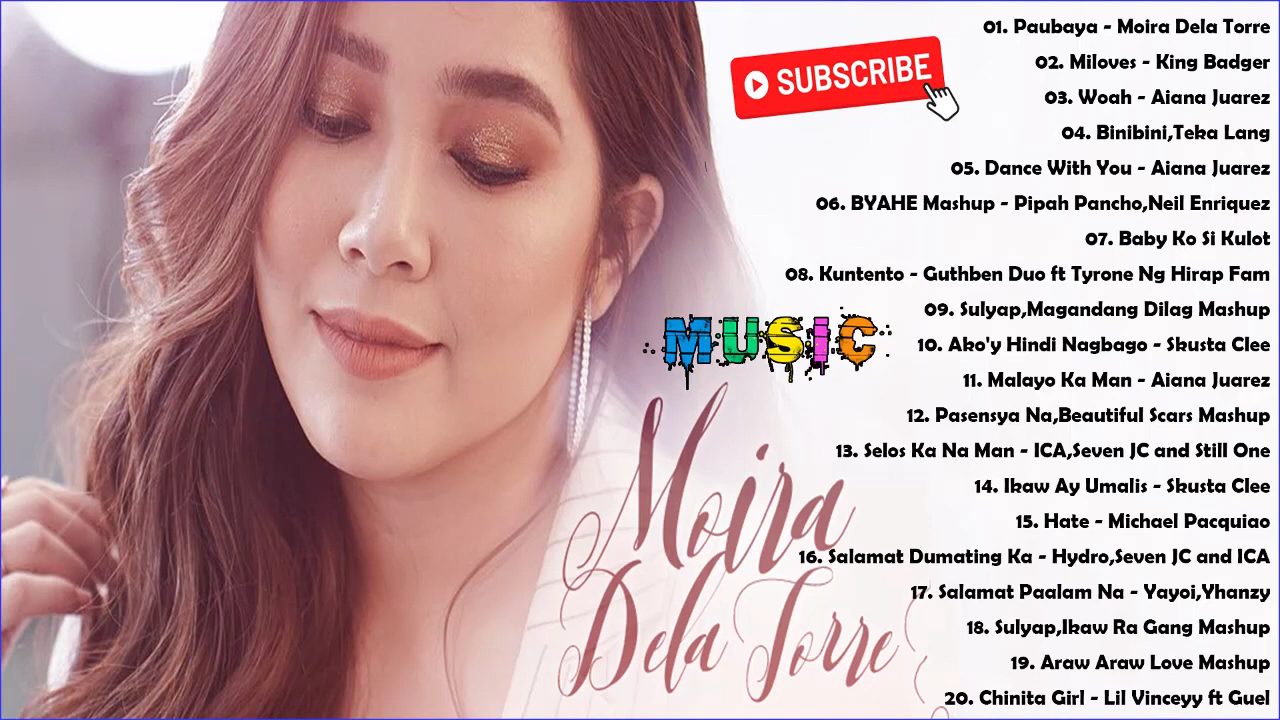 SUBSCRIBE
01. Paubaya - Moira Dela Torre
02. Miloves - King Badger
03. Woah - Aiana Juarez
04. Binibini,Teka Lang
05. Dance With You - Aiana Juarez
06. BYAHE Mashup - Pipah Pancho,Neil Enriquez
07. Baby Ko Si Kulot
08. Kuntento - Guthben Duo ft Tyrone Ng Hirap Fam
09. Sulyap,Magandang Dilag Mashup
10. Ako'y Hindi Nagbago - Skusta Clee
11. Malayo Ka Man - Aiana Juarez
12. Pasensya Na,Beautiful Scars Mashup
13. Selos Ka Na Man - ICA,Seven JC and Still One
14. Ikaw Ay Umalis - Skusta Clee
15. Hate - Michael Pacquiao
16. Salamat Dumating Ka - Hydro,Seven JC and ICA
17. Salamat Paalam Na - Yayoi,Yhanzy
18. Sulyap,Ikaw Ra Gang Mashup
19. Araw Araw Love Mashup
20. Chinita Girl - Lil Vinceyy ft Guel
MUSIC
Moira
Dela Torre